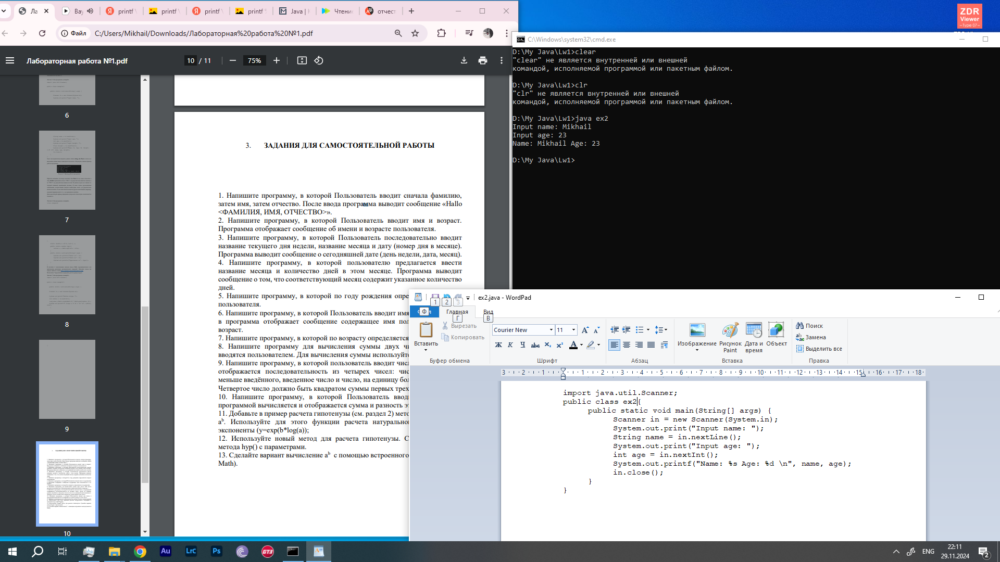 Ла
Bay
printf
printf
printf
printf
Java |
Чтени
отчест
Файл
C:/Users/Mikhail/Downloads/Лабораторная%20работа%20№1.pdf
Лабораторная работа №1.pdf
10 / 11
75%
6
7
8
9
10
3. ЗАДАНИЯ ДЛЯ САМОСТОЯТЕЛЬНОЙ РАБОТЫ
1. Напишите программу, в которой Пользователь вводит сначала фамилию,
затем имя, затем отчество. После ввода программа выводит сообщение «Hallo
<ФАМИЛИЯ, ИМЯ, ОТЧЕСТВО>».
2. Напишите программу, в которой Пользователь вводит имя и возраст.
Программа отображает сообщение об имени и возрасте пользователя.
3. Напишите программу, в которой Пользователь последовательно вводит
название текущего дня недели, название месяца и дату (номер дня в месяце).
Программа выводит сообщение о сегодняшней дате (день недели, дата, месяц).
4. Напишите программу, в которой пользователю предлагается ввести
название месяца и количество дней в этом месяце. Программа выводит
сообщение о том, что соответствующий месяц содержит указанное количество
дней.
5. Напишите программу, в которой по году рождения опре
пользователя.
6. Напишите программу, в которой Пользователь вводит имя
в программа отображает сообщение содержащее имя пол
возраст.
7. Напишите программу, в которой по возрасту определяется
8. Напишите программу для вычисления суммы двух чи
вводятся пользователем. Для вычисления суммы используйте
9. Напишите программу, в которой пользователь вводит числ
отображается последовательность из четырех чисел: чис
меньше введённого, введенное число и число, на единицу бол
Четвертое число должно быть квадратом суммы первых трех
10. Напишите программу, в которой Пользователь вводи
программой вычисляется и отображается сумма и разность эт
11. Добавьте в пример расчета гипотенузы (см. раздел 2) мето
aᵇ. Используйте для этого функции расчета натурально
экспоненты (y=exp(b*log(a));
12. Используйте новый метод для расчета гипотенузы. С
метода hyp() с параметрами.
13. Сделайте вариант вычисление aᵇ с помощью встроенного
Math).
ZDR
Viewer
~Type 07~
C:\Windows\system32\cmd.exe
D:\My Java\Lw1>clear
"clear" не является внутренней или внешней
командой, исполняемой программой или пакетным файлом.
D:\My Java\Lw1>clr
"clr" не является внутренней или внешней
командой, исполняемой программой или пакетным файлом.
D:\My Java\Lw1>java ex2
Input name: Mikhail
Input age: 23
Name: Mikhail Age: 23
D:\My Java\Lw1>
1 2 3
ex2.java - WordPad
Ф
Главная
Вид
Г
В
Вставить
Вырезать
Копировать
Буфер обмена
Courier New
11
Ж К Ч abc X₂ X² A
Шрифт
Абзац
Изображение
Рисунок Paint
Дата и время
Объект
Вставка
Поиск
Замена
Выделить все
Правка
3 2 1 1 2 3 4 5 6 7 8 9 10 11 12 13 14 15 16 17 18
import java.util.Scanner;
public class ex2{
public static void main(String[] args) {
Scanner in = new Scanner(System.in);
System.out.print("Input name: ");
String name = in.nextLine();
System.out.print("Input age: ");
int age = in.nextInt();
System.out.printf("Name: %s Age: %d \n", name, age);
in.close();
}
}
Au
Lrc
Ps
GT3
ENG
22:11
29.11.2024
2